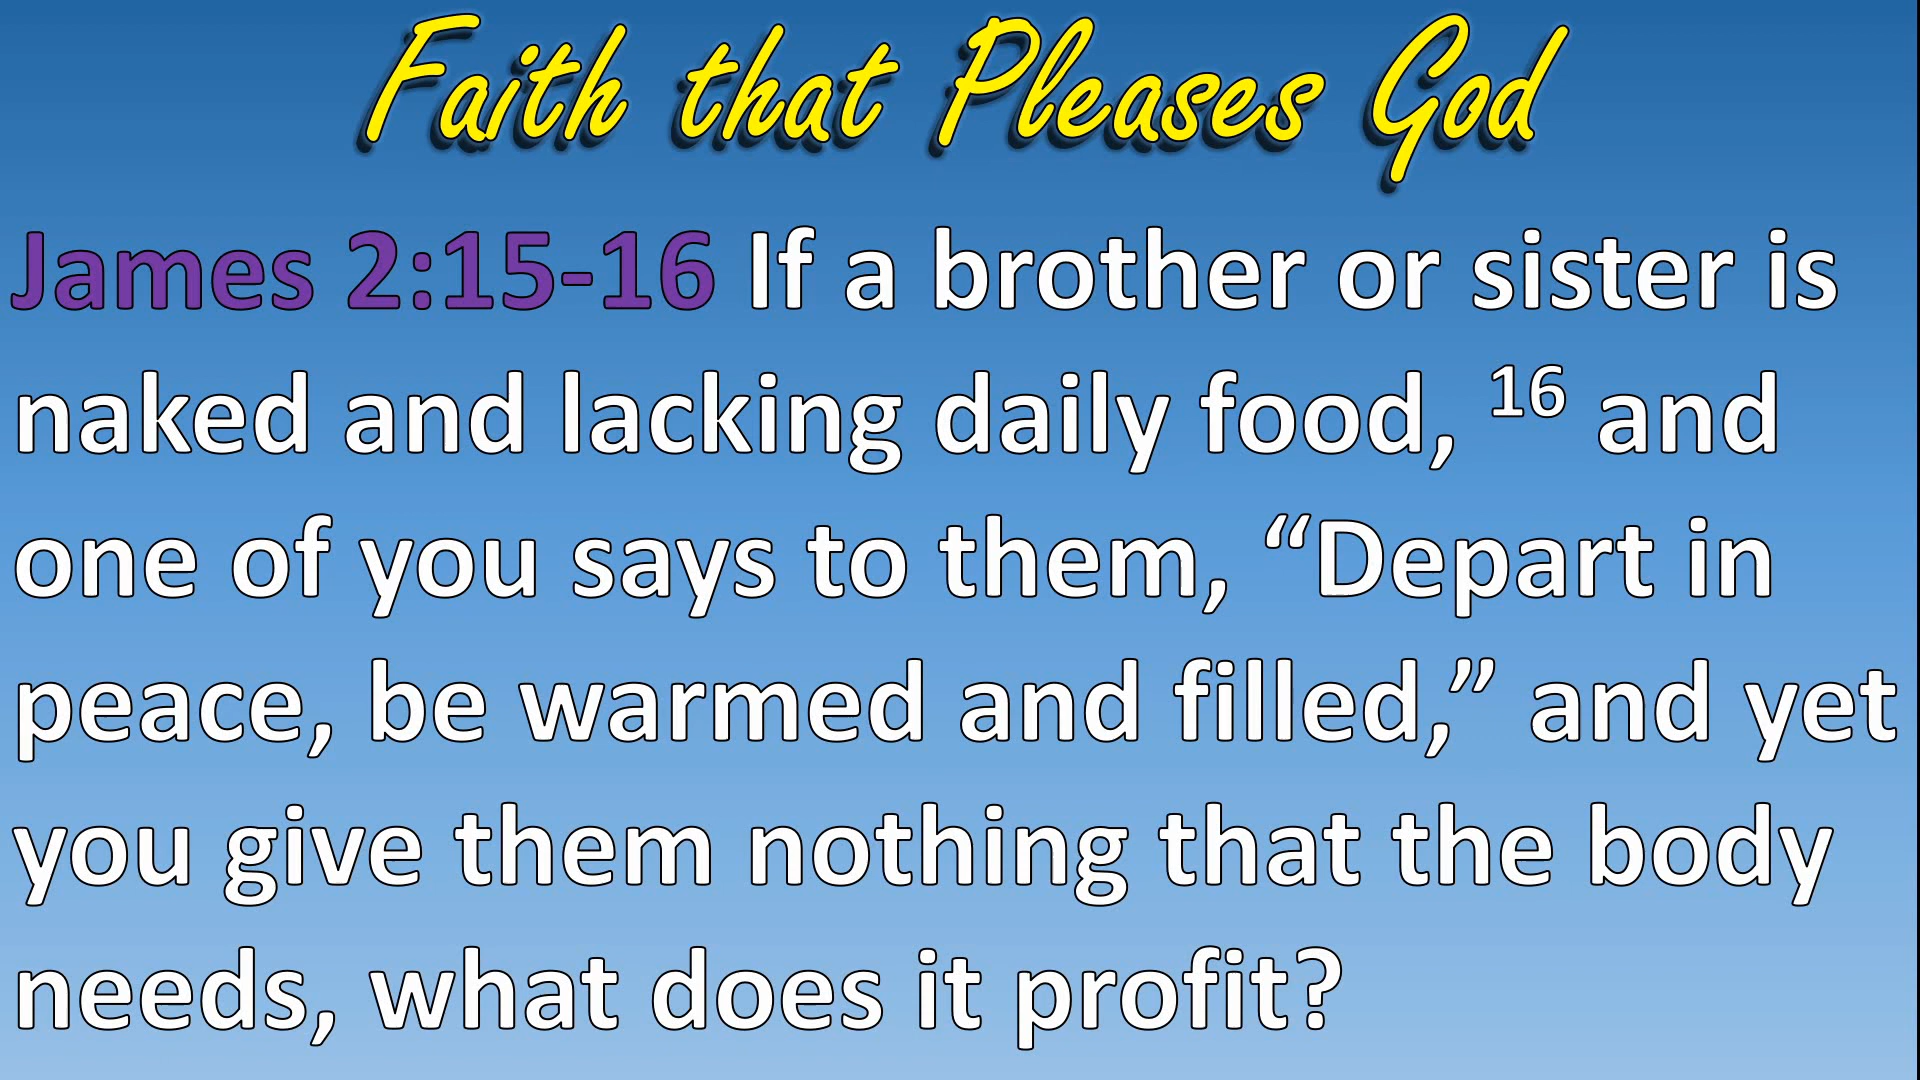 Faith that Pleases God
James 2:15-16 If a brother or sister is
naked and lacking daily food, 16 and
one of you says to them, “Depart in
peace, be warmed and filled,” and yet
you give them nothing that the body
needs, what does it profit?